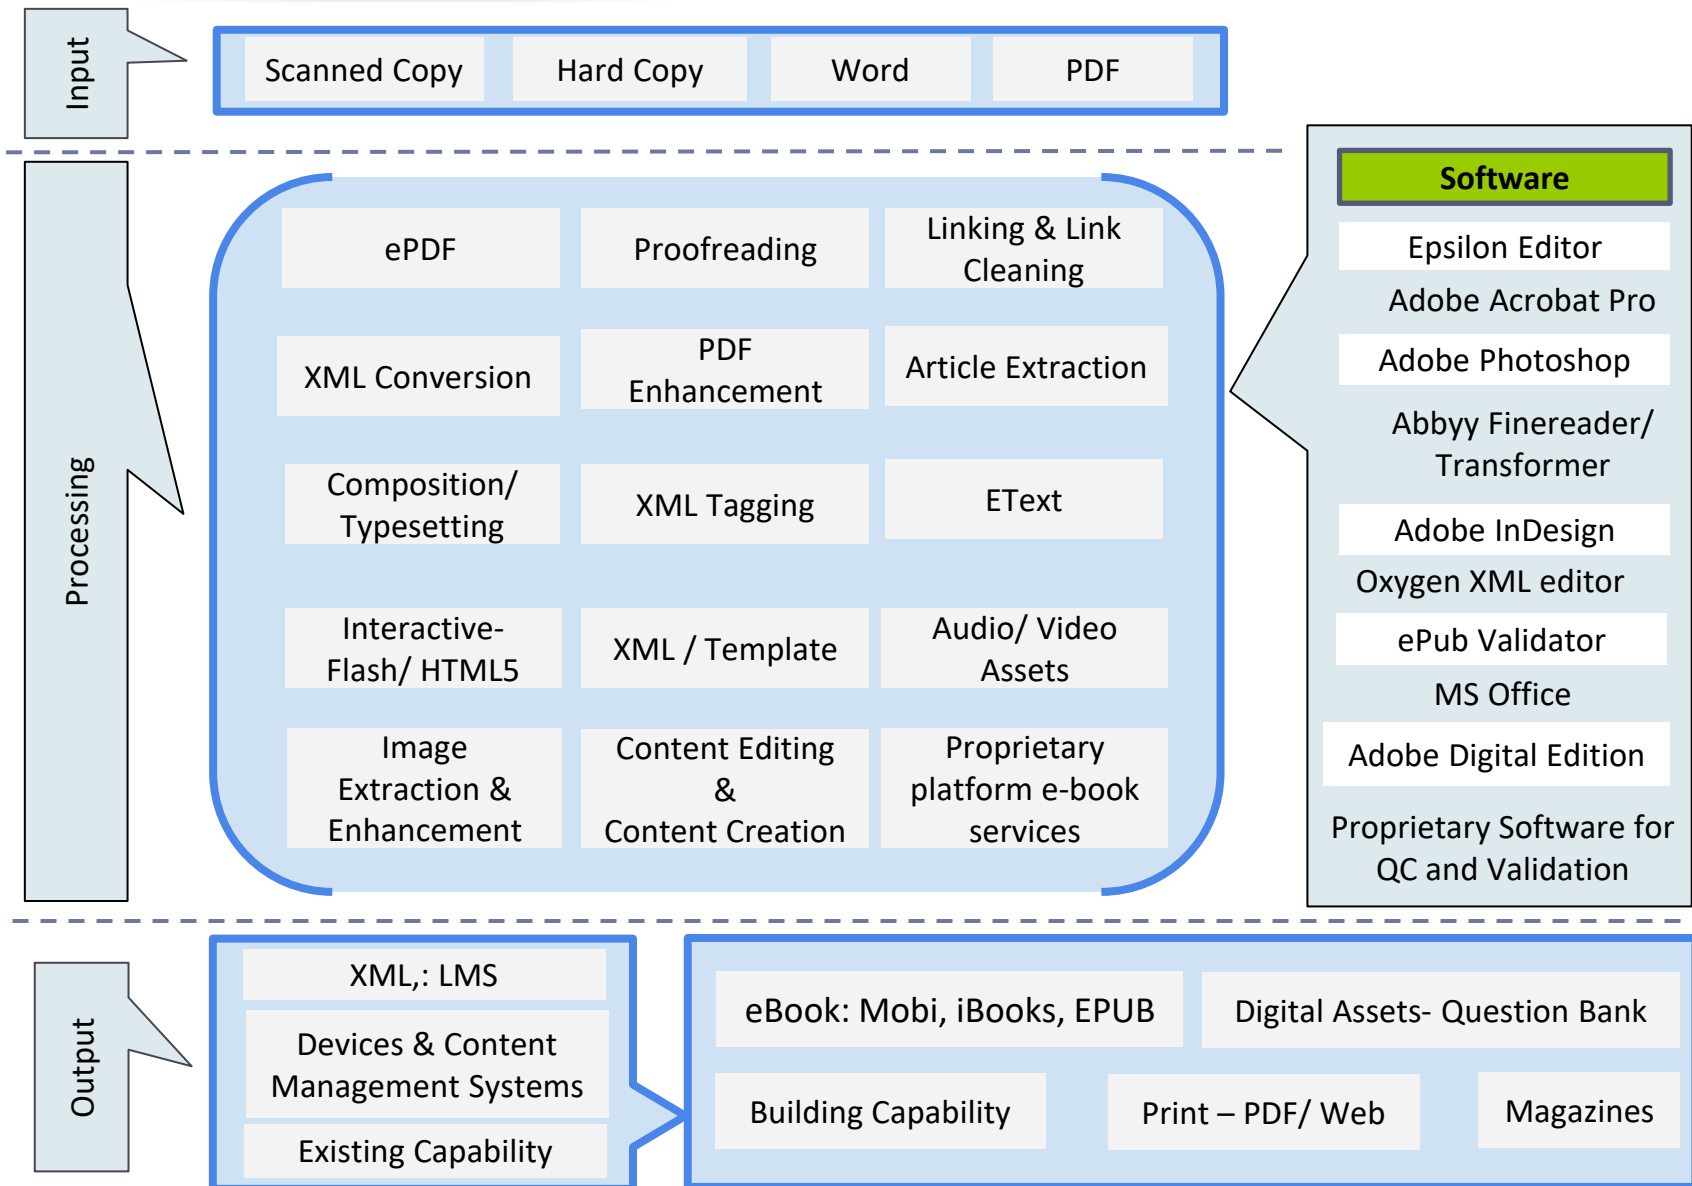 Input
Scanned Copy
Hard Copy
Word
PDF
Processing
ePDF
Proofreading
Linking & Link
Cleaning
XML Conversion
PDF
Enhancement
Article Extraction
Composition/
Typesetting
XML Tagging
EText
Interactive-
Flash/ HTML5
XML / Template
Audio/ Video
Assets
Image
Extraction &
Enhancement
Content Editing
&
Content Creation
Proprietary
platform e-book
services
Software
Epsilon Editor
Adobe Acrobat Pro
Adobe Photoshop
Abbyy Finereader/
Transformer
Adobe InDesign
Oxygen XML editor
ePub Validator
MS Office
Adobe Digital Edition
Proprietary Software for
QC and Validation
Output
XML,: LMS
Devices & Content
Management Systems
Existing Capability
eBook: Mobi, iBooks, EPUB
Digital Assets- Question Bank
Building Capability
Print – PDF/ Web
Magazines